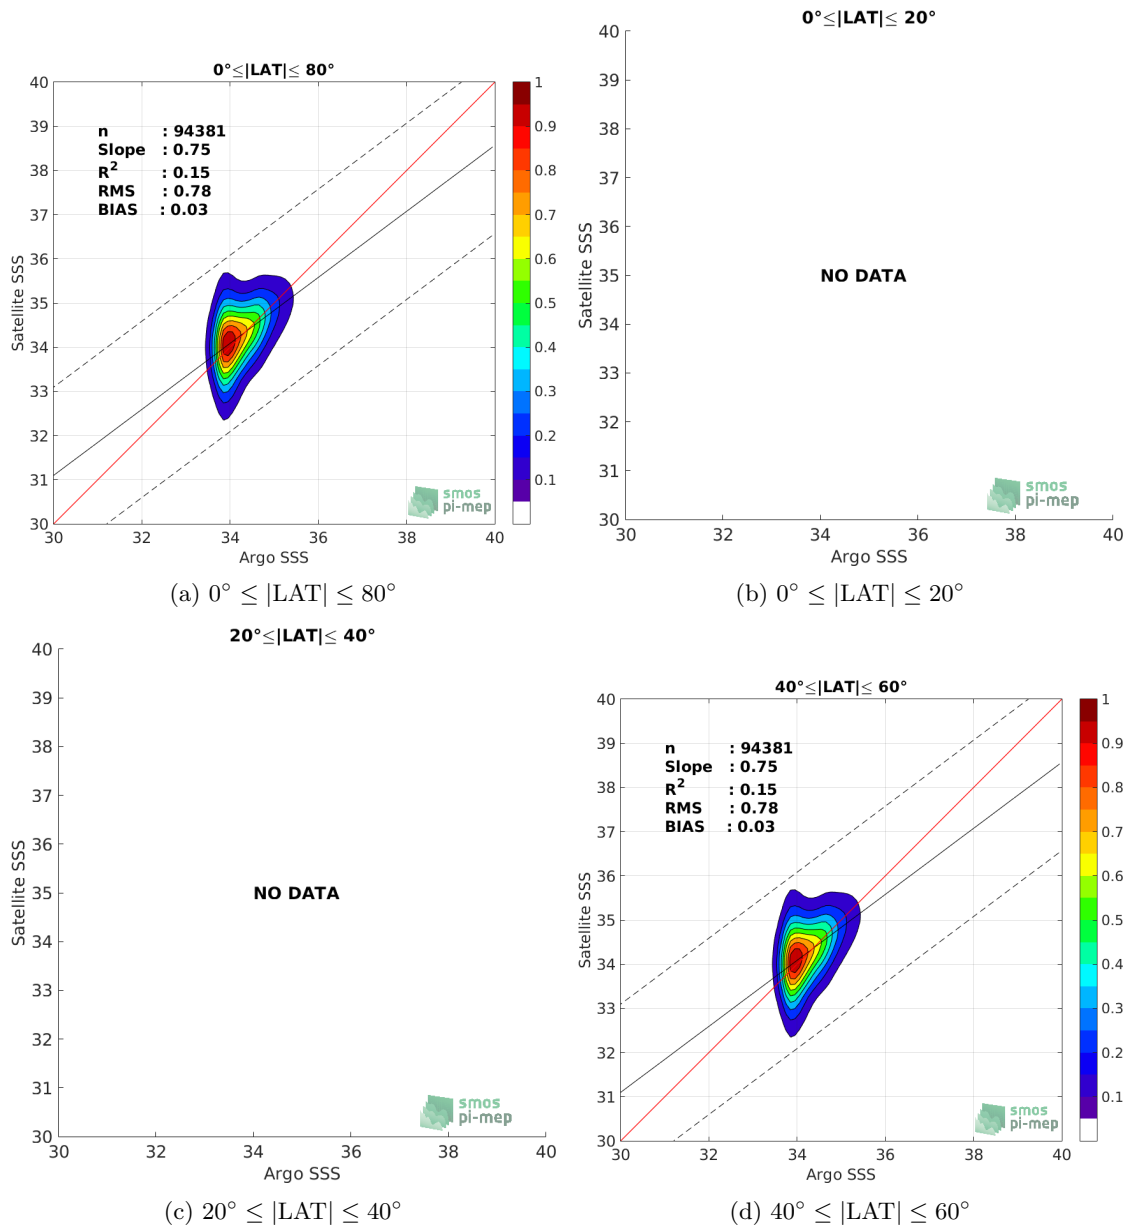 0°≤|LAT|≤ 80°
n : 94381
Slope : 0.75
R² : 0.15
RMS : 0.78
BIAS : 0.03
40
39
38
37
36
35
34
33
32
31
30
Satellite SSS
30 32 34 36 38 40
Argo SSS
1
0.9
0.8
0.7
0.6
0.5
0.4
0.3
0.2
0.1
smos
pi-mep
(a) 0° ≤ |LAT| ≤ 80°
0°≤|LAT|≤ 20°
40
39
38
37
36
35
34
33
32
31
30
Satellite SSS
NO DATA
smos
pi-mep
30 32 34 36 38 40
Argo SSS
(b) 0° ≤ |LAT| ≤ 20°
20°≤|LAT|≤ 40°
40
39
38
37
36
35
34
33
32
31
30
Satellite SSS
NO DATA
smos
pi-mep
30 32 34 36 38 40
Argo SSS
(c) 20° ≤ |LAT| ≤ 40°
40°≤|LAT|≤ 60°
n : 94381
Slope : 0.75
R² : 0.15
RMS : 0.78
BIAS : 0.03
40
39
38
37
36
35
34
33
32
31
30
Satellite SSS
30 32 34 36 38 40
Argo SSS
1
0.9
0.8
0.7
0.6
0.5
0.4
0.3
0.2
0.1
smos
pi-mep
(d) 40° ≤ |LAT| ≤ 60°